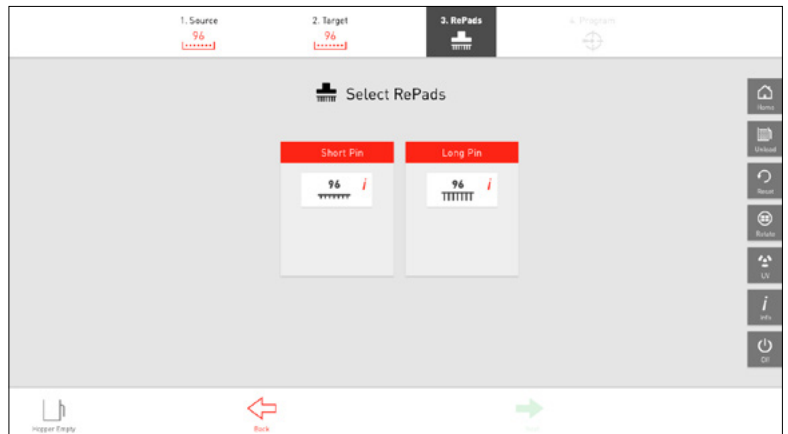 1. Source
2. Target
3. RePads
4. Program
96
96
Select RePads
Short Pin
Long Pin
96 i
96 i
Home
Unload
Reset
Rotate
UV
i
Info
Off
Hopper Empty
Back
Next